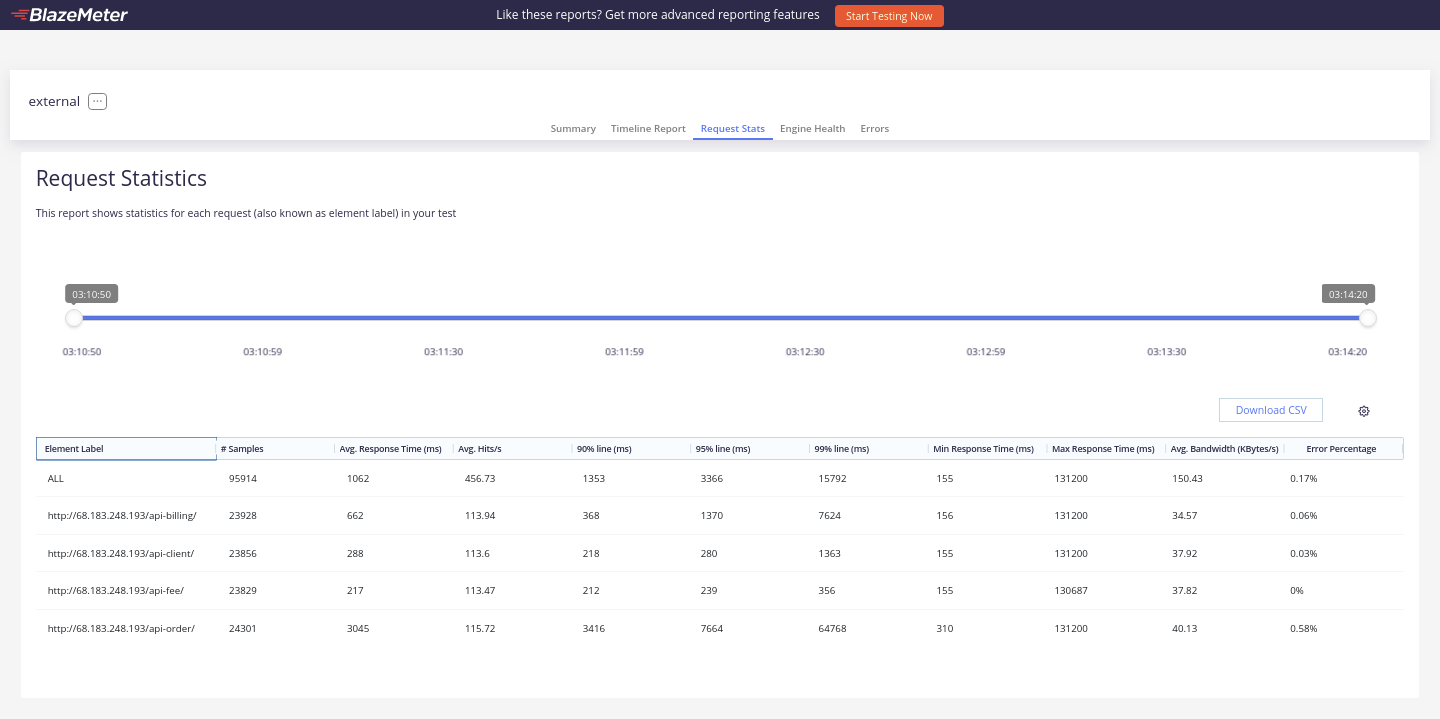 BlazeMeter Like these reports? Get more advanced reporting features Start Testing Now
external ...
Summary Timeline Report Request Stats Engine Health Errors
Request Statistics
This report shows statistics for each request (also known as element label) in your test
03:10:50 03:14:20
03:10:50 03:10:59 03:11:30 03:11:59 03:12:30 03:12:59 03:13:30 03:14:20
Download CSV
Element Label # Samples Avg. Response Time (ms) Avg. Hits/s 90% line (ms) 95% line (ms) 99% line (ms) Min Response Time (ms) Max Response Time (ms) Avg. Bandwidth (KBytes/s) Error Percentage
ALL 95914 1062 456.73 1353 3366 15792 155 131200 150.43 0.17%
http://68.183.248.193/api-billing/ 23928 662 113.94 368 1370 7624 156 131200 34.57 0.06%
http://68.183.248.193/api-client/ 23856 288 113.6 218 280 1363 155 131200 37.92 0.03%
http://68.183.248.193/api-fee/ 23829 217 113.47 212 239 356 155 130687 37.82 0%
http://68.183.248.193/api-order/ 24301 3045 115.72 3416 7664 64768 310 131200 40.13 0.58%